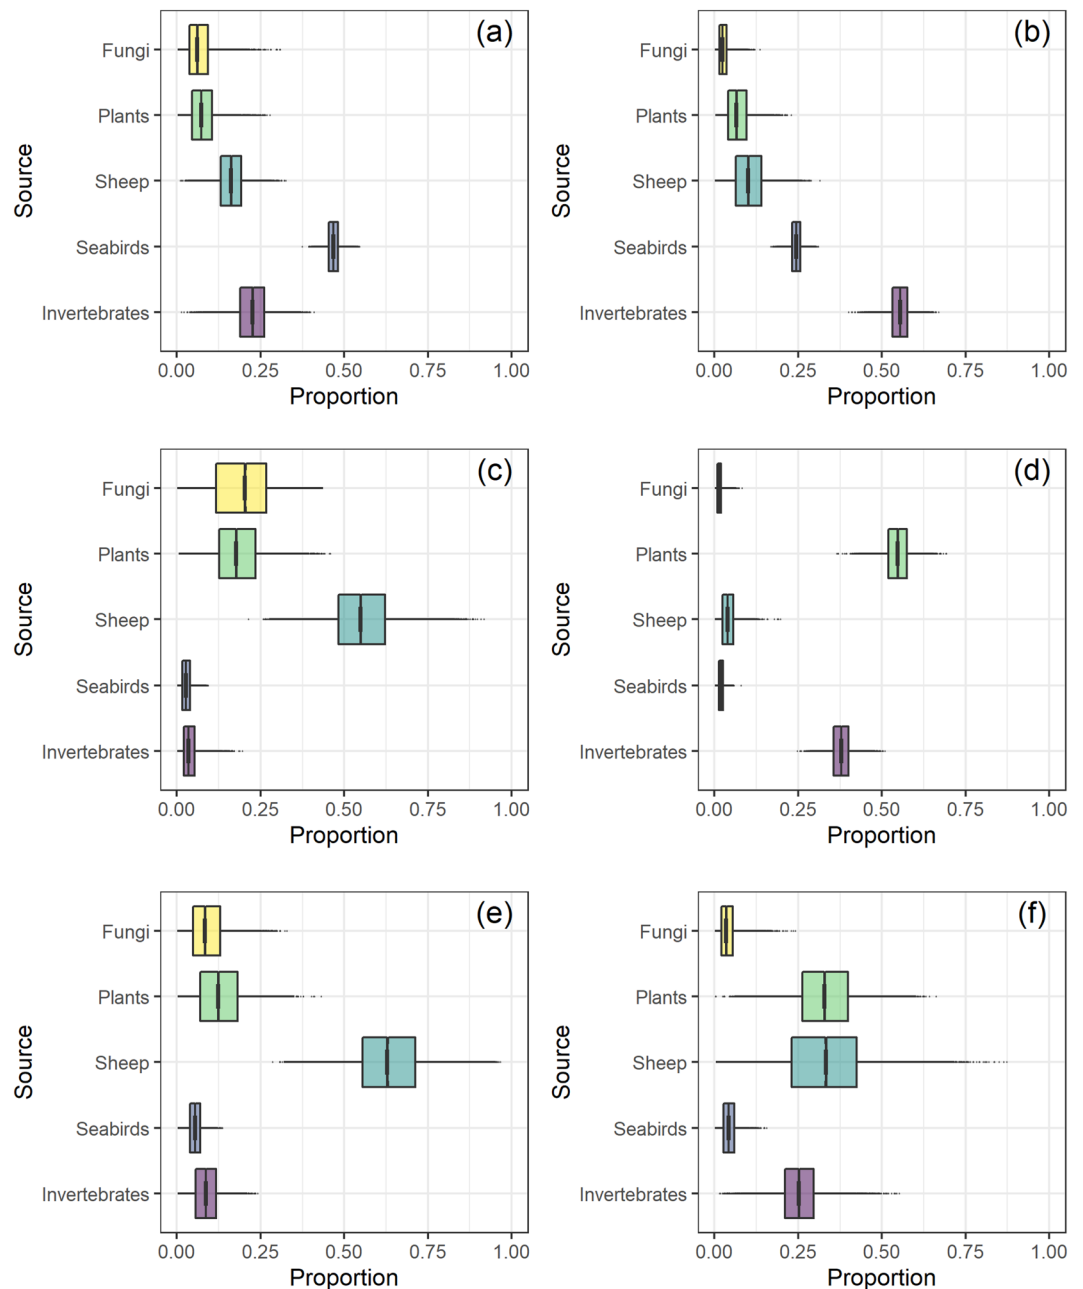 (a)
Fungi
Plants
Sheep
Seabirds
Invertebrates
Source
0.00 0.25 0.50 0.75 1.00
Proportion
(b)
Fungi
Plants
Sheep
Seabirds
Invertebrates
Source
0.00 0.25 0.50 0.75 1.00
Proportion
(c)
Fungi
Plants
Sheep
Seabirds
Invertebrates
Source
0.00 0.25 0.50 0.75 1.00
Proportion
(d)
Fungi
Plants
Sheep
Seabirds
Invertebrates
Source
0.00 0.25 0.50 0.75 1.00
Proportion
(e)
Fungi
Plants
Sheep
Seabirds
Invertebrates
Source
0.00 0.25 0.50 0.75 1.00
Proportion
(f)
Fungi
Plants
Sheep
Seabirds
Invertebrates
Source
0.00 0.25 0.50 0.75 1.00
Proportion